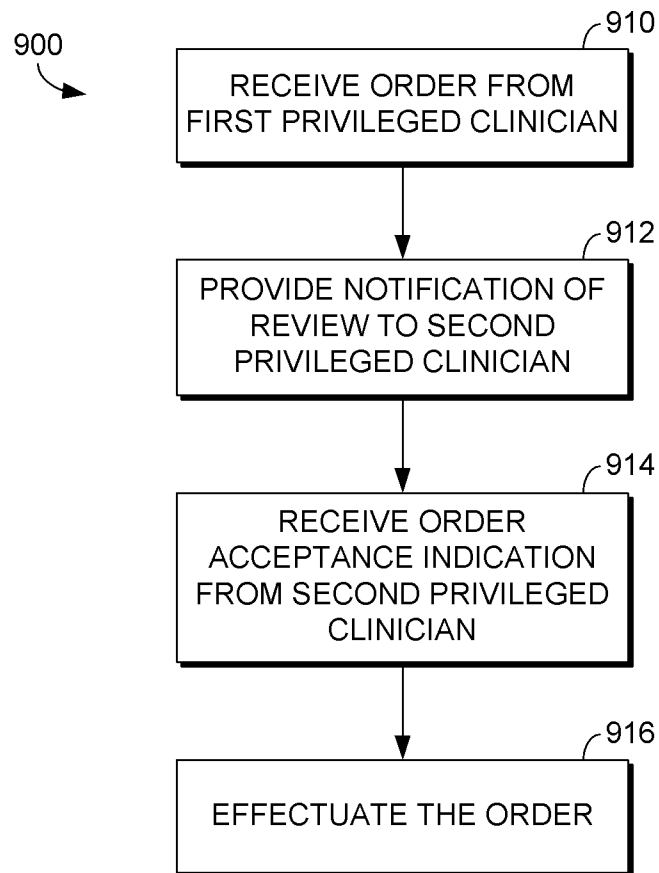 900
910
RECEIVE ORDER FROM
FIRST PRIVILEGED CLINICIAN
912
PROVIDE NOTIFICATION OF
REVIEW TO SECOND
PRIVILEGED CLINICIAN
914
RECEIVE ORDER
ACCEPTANCE INDICATION
FROM SECOND PRIVILEGED
CLINICIAN
916
EFFECTUATE THE ORDER